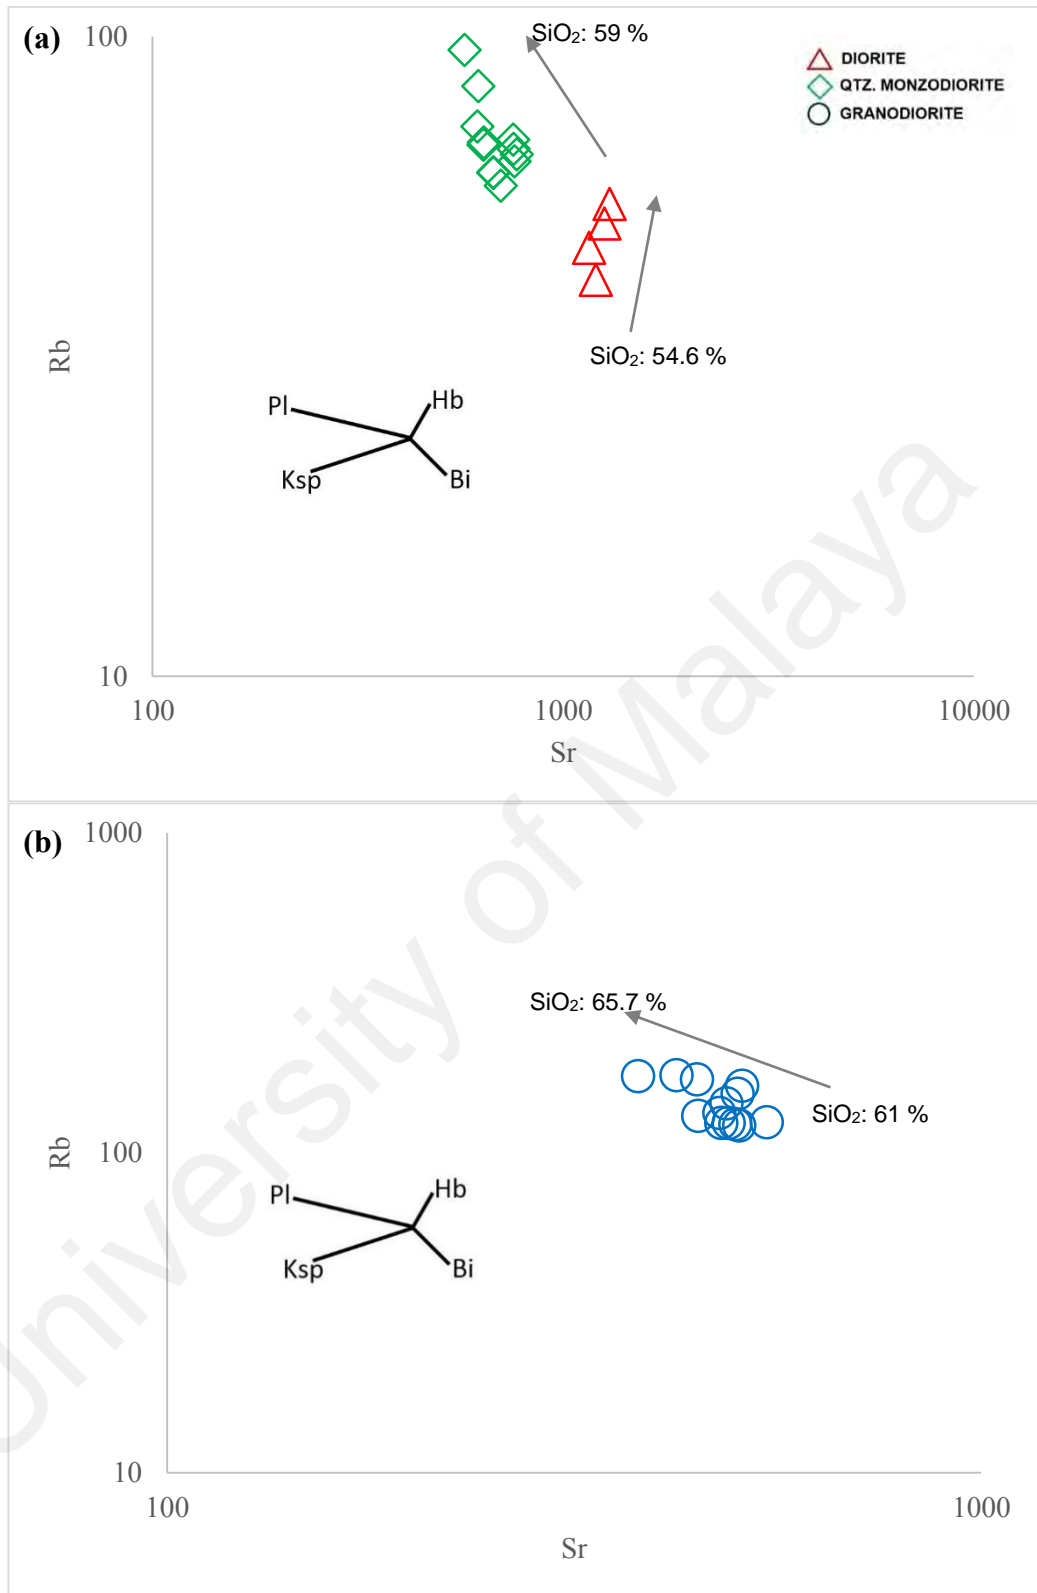 (a)
100
SiO₂: 59 %
DIORITE
QTZ. MONZODIORITE
GRANODIORITE
Rb
SiO₂: 54.6 %
Pl
Hb
Ksp
Bi
10
100
1000
10000
Sr
(b)
1000
SiO₂: 65.7 %
SiO₂: 61 %
Rb
100
Pl
Hb
Ksp
Bi
10
100
1000
Sr
University of Malaya